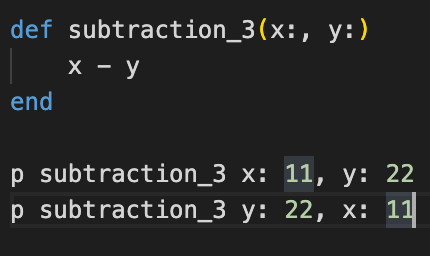 def subtraction_3(x:, y:)
    x - y
end

p subtraction_3 x: 11, y: 22
p subtraction_3 y: 22, x: 11